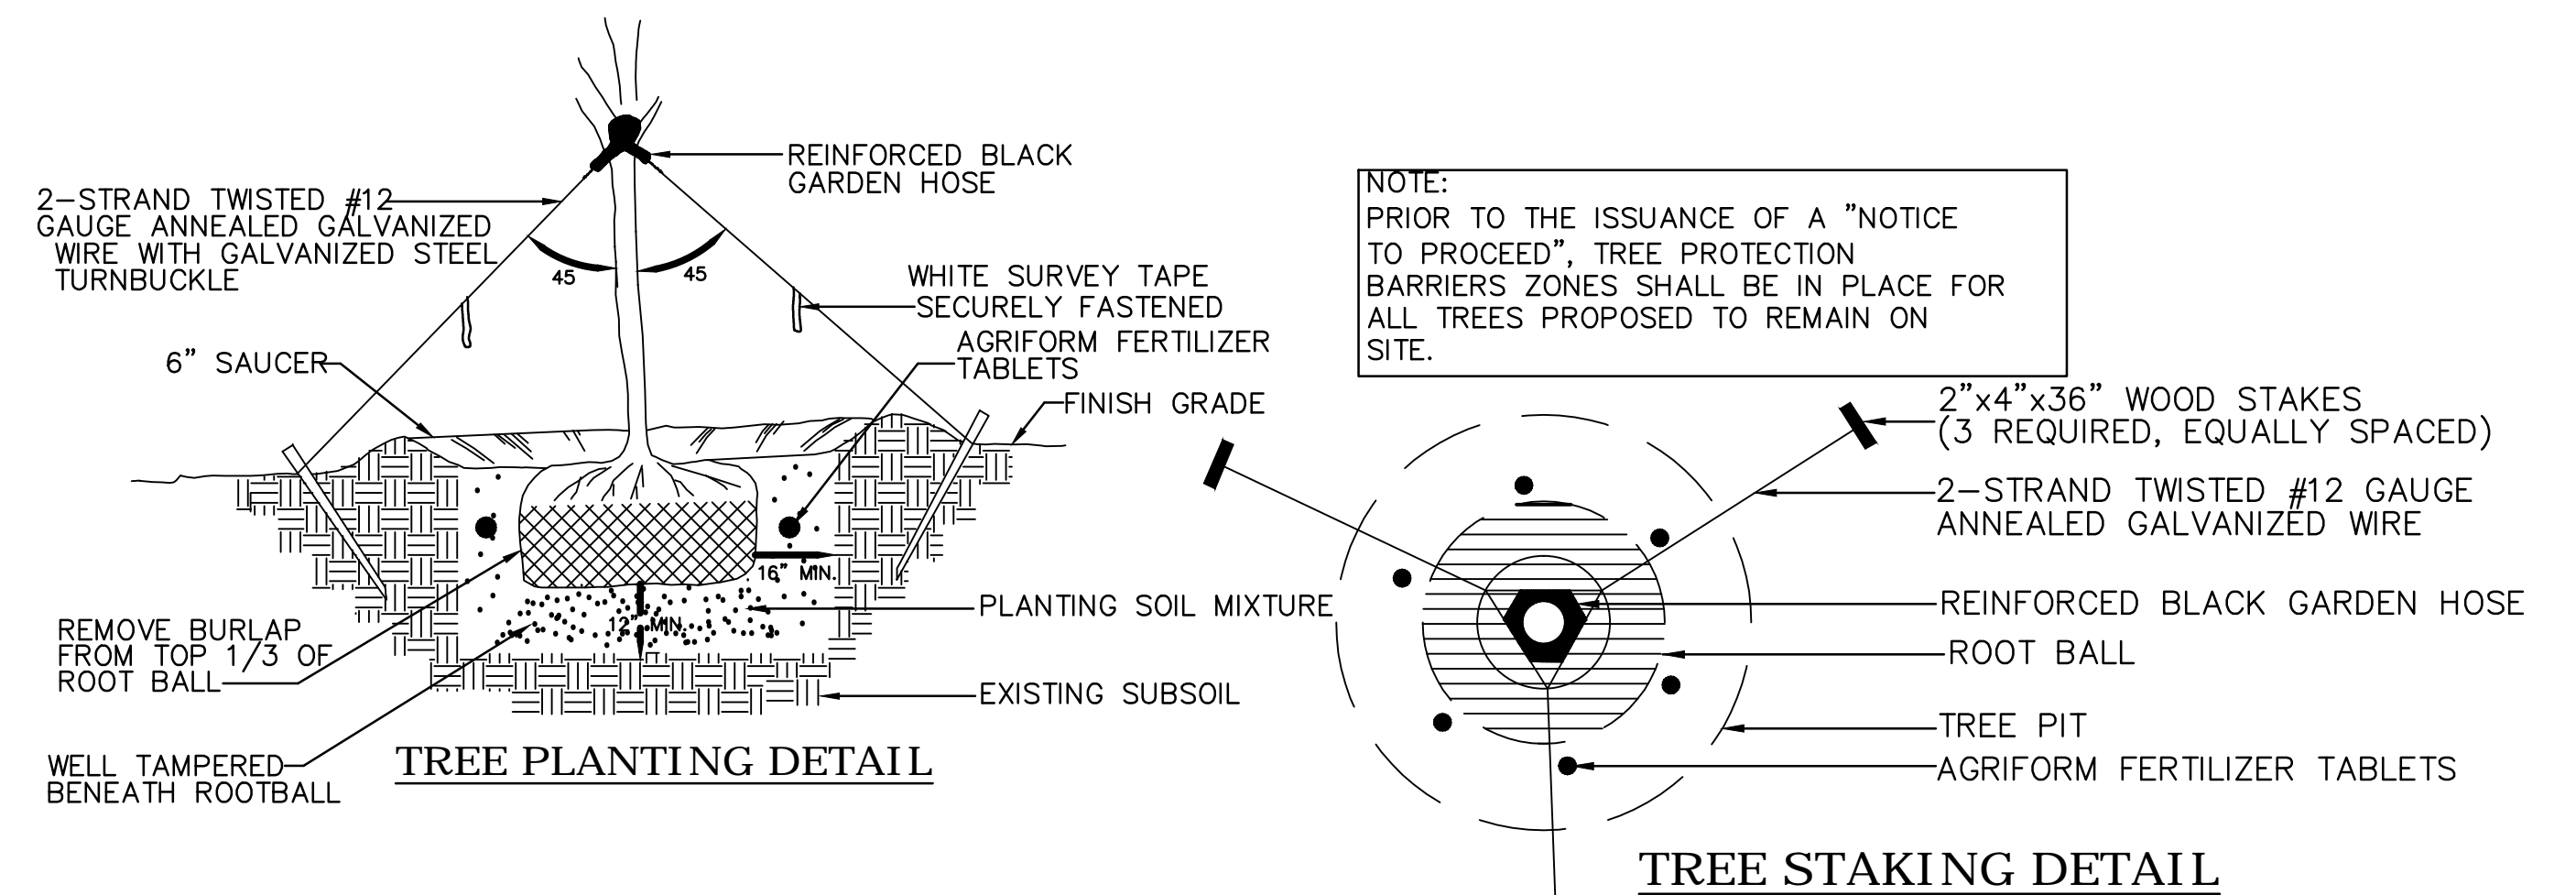 REINFORCED BLACK
GARDEN HOSE
2-STRAND TWISTED #12
GAUGE ANNEALED GALVANIZED
WIRE WITH GALVANIZED STEEL
TURNBUCKLE
45
45
WHITE SURVEY TAPE
SECURELY FASTENED
AGRIFORM FERTILIZER
TABLETS
6" SAUCER
FINISH GRADE
16" MIN.
12" MIN.
PLANTING SOIL MIXTURE
REMOVE BURLAP
FROM TOP 1/3 OF
ROOT BALL
EXISTING SUBSOIL
WELL TAMPERED
BENEATH ROOTBALL
TREE PLANTING DETAIL
NOTE:
PRIOR TO THE ISSUANCE OF A "NOTICE
TO PROCEED", TREE PROTECTION
BARRIERS ZONES SHALL BE IN PLACE FOR
ALL TREES PROPOSED TO REMAIN ON
SITE.
2"x4"x36" WOOD STAKES
(3 REQUIRED, EQUALLY SPACED)
2-STRAND TWISTED #12 GAUGE
ANNEALED GALVANIZED WIRE
REINFORCED BLACK GARDEN HOSE
ROOT BALL
TREE PIT
AGRIFORM FERTILIZER TABLETS
TREE STAKING DETAIL